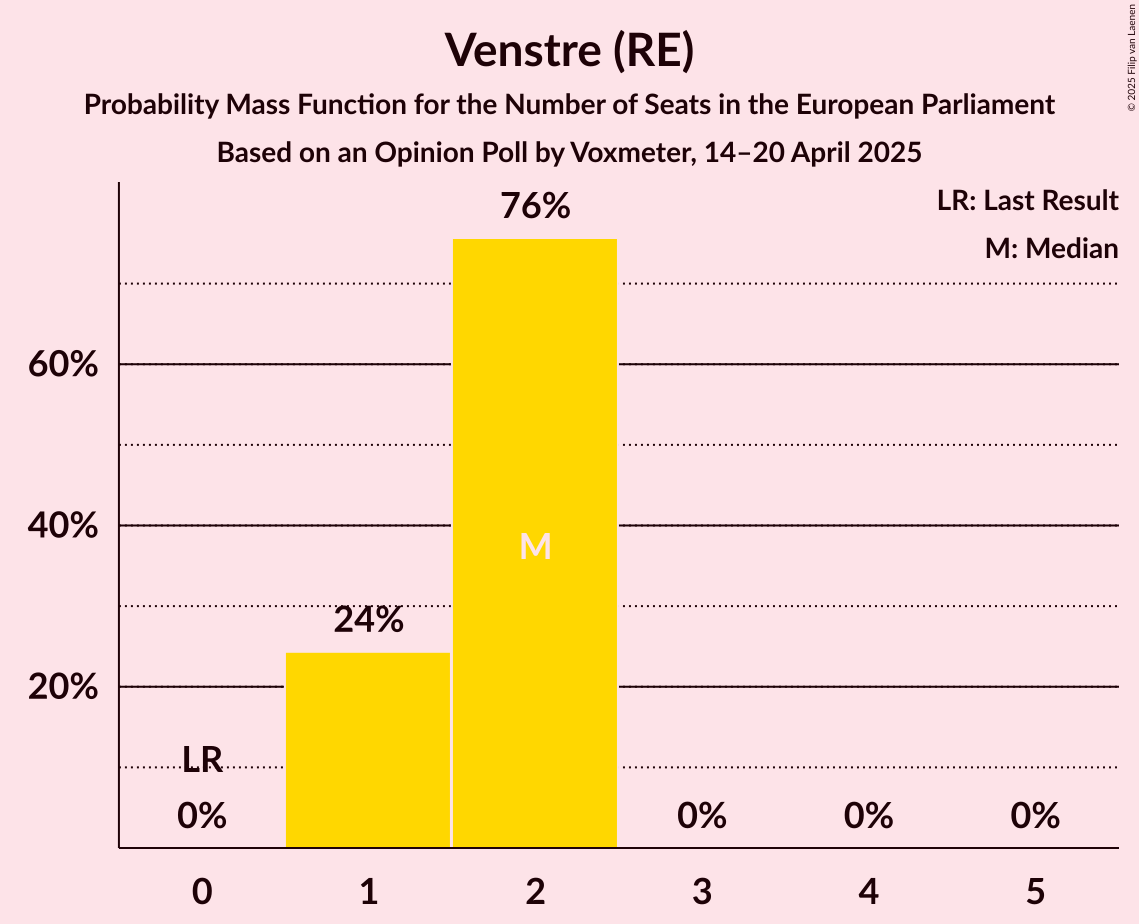 Venstre (RE)
Probability Mass Function for the Number of Seats in the European Parliament
Based on an Opinion Poll by Voxmeter, 14–20 April 2025
© 2025 Filip van Laenen
LR: Last Result
M: Median
76%
60%
40%
M
24%
20%
LR
0%
0%
0%
0%
0
1
2
3
4
5